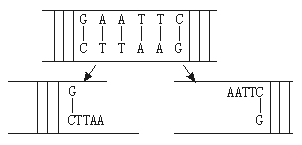 G A A T T C
C T T A A G
G
CTTAA
AATTC
G